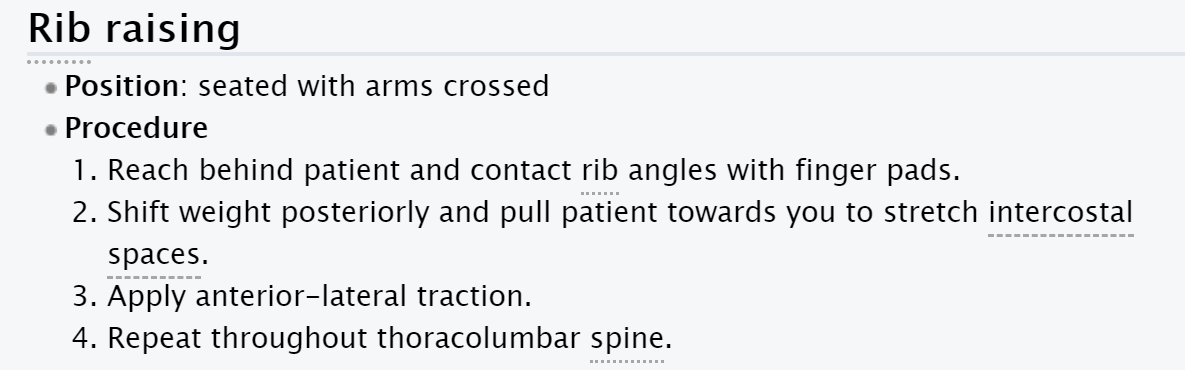 Rib raising
Position: seated with arms crossed
Procedure
1. Reach behind patient and contact rib angles with finger pads.
2. Shift weight posteriorly and pull patient towards you to stretch intercostal
spaces.
3. Apply anterior–lateral traction.
4. Repeat throughout thoracolumbar spine.